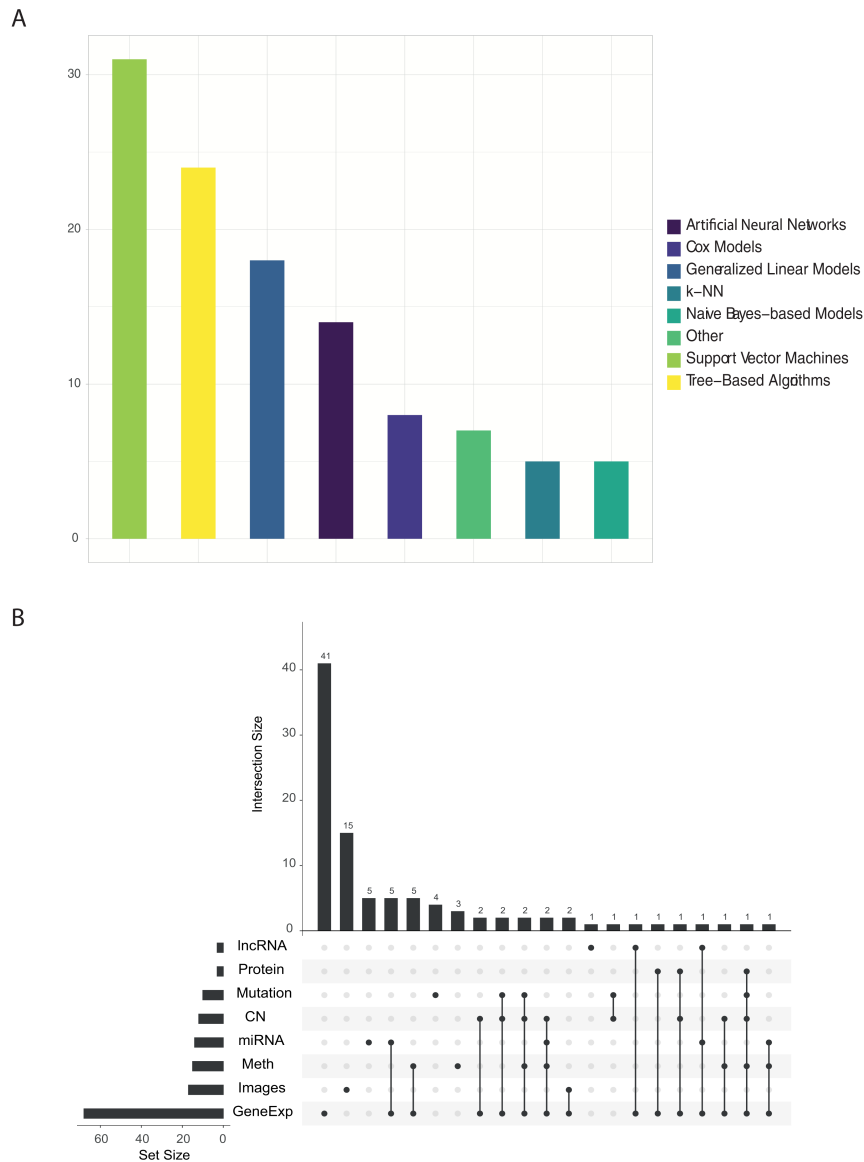 A
30
20
10
0
Artificial Neural Networks
Cox Models
Generalized Linear Models
k−NN
Naive Bayes−based Models
Other
Support Vector Machines
Tree−Based Algorithms
B
Intersection Size
40
30
20
10
0
41
15
5
5
5
4
3
2
2
2
2
2
1
1
1
1
1
1
1
1
1
lncRNA
Protein
Mutation
CN
miRNA
Meth
Images
GeneExp
60
40
20
0
Set Size